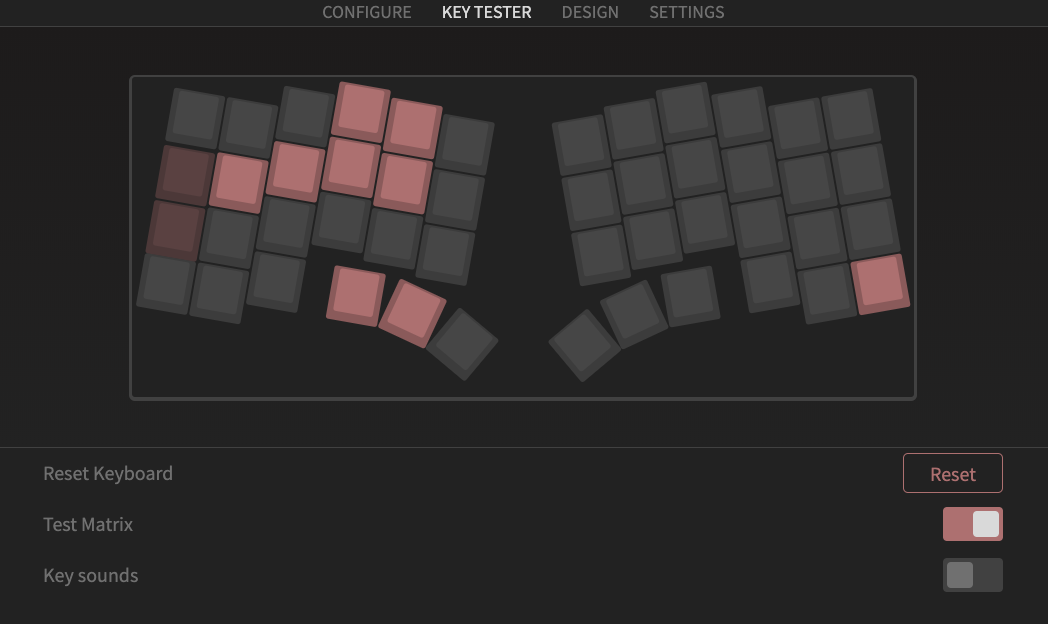 CONFIGURE KEY TESTER DESIGN SETTINGS
Reset Keyboard Reset
Test Matrix
Key sounds